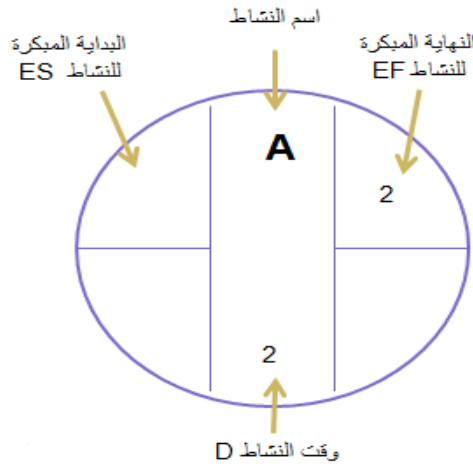 اسم النشاط
البداية المبكرة
للنشاط ES
النهاية المبكرة
للنشاط EF
A
2
2
وقت النشاط D